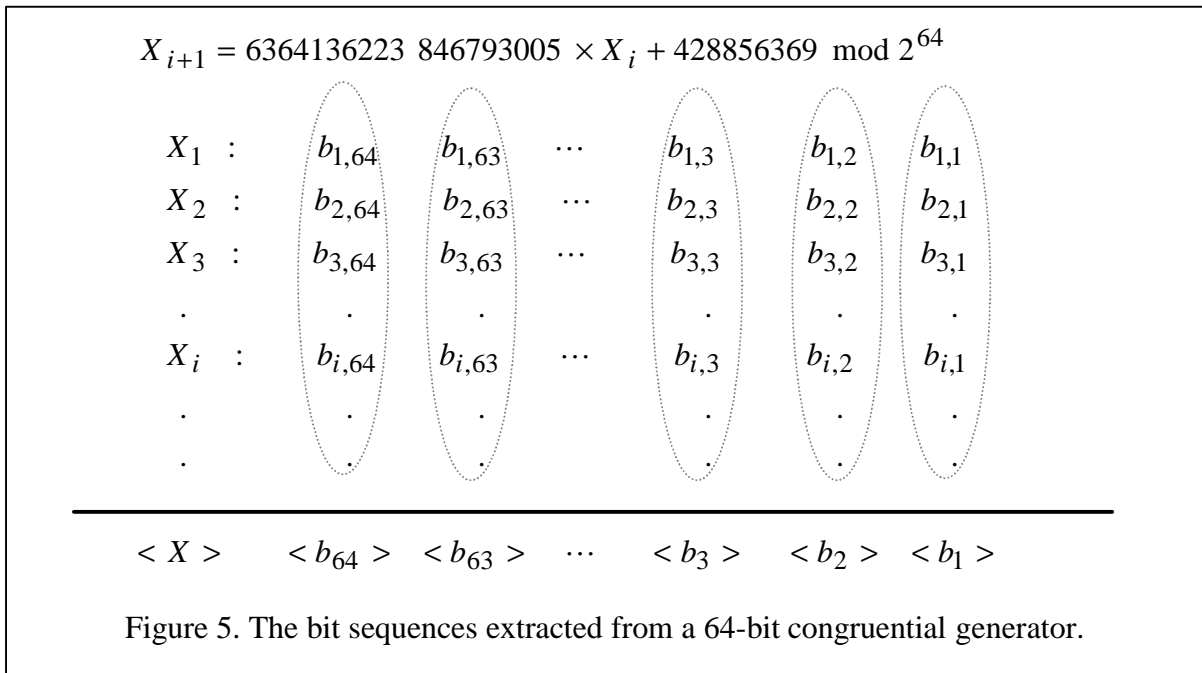 X_{i+1} = 6364136223 846793005 × X_i + 428856369 mod 2^{64}
X_1 : b_{1,64} b_{1,63} ⋯ b_{1,3} b_{1,2} b_{1,1}
X_2 : b_{2,64} b_{2,63} ⋯ b_{2,3} b_{2,2} b_{2,1}
X_3 : b_{3,64} b_{3,63} ⋯ b_{3,3} b_{3,2} b_{3,1}
. . . . . .
X_i : b_{i,64} b_{i,63} ⋯ b_{i,3} b_{i,2} b_{i,1}
. . . . . .
. . . . . .
< X > < b_{64} > < b_{63} > ⋯ < b_3 > < b_2 > < b_1 >
Figure 5. The bit sequences extracted from a 64-bit congruential generator.